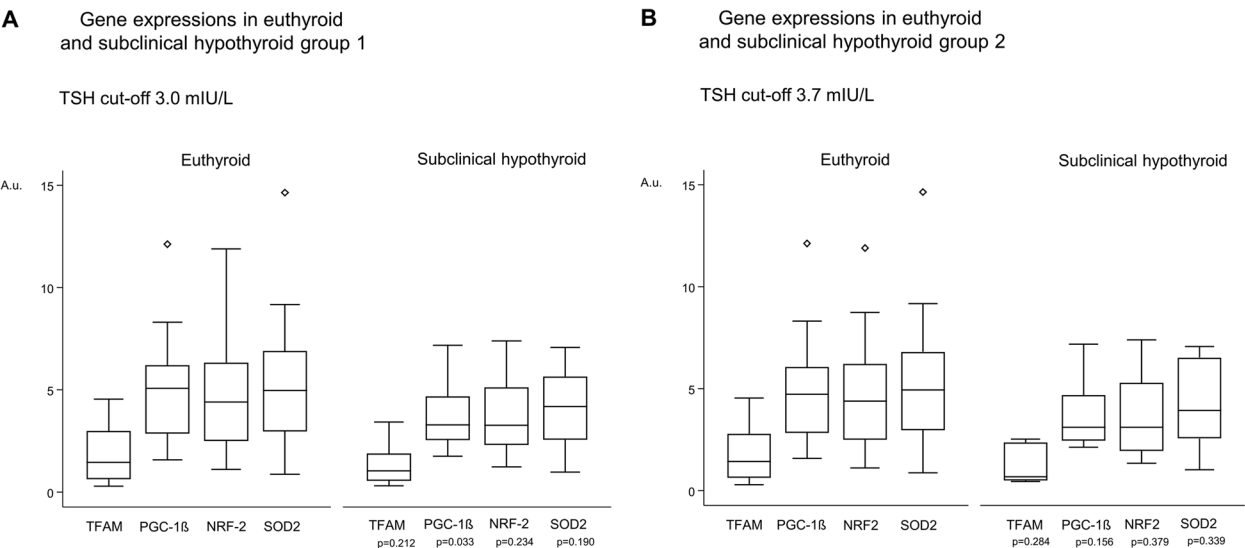 A
Gene expressions in euthyroid
and subclinical hypothyroid group 1
TSH cut-off 3.0 mIU/L
Euthyroid
Subclinical hypothyroid
A.u.
15
10
5
0
TFAM
PGC-1ß
NRF-2
SOD2
TFAM
PGC-1ß
NRF-2
SOD2
p=0.212
p=0.033
p=0.234
p=0.190
B
Gene expressions in euthyroid
and subclinical hypothyroid group 2
TSH cut-off 3.7 mIU/L
Euthyroid
Subclinical hypothyroid
A.u.
15
10
5
0
TFAM
PGC-1ß
NRF2
SOD2
TFAM
PGC-1ß
NRF2
SOD2
p=0.284
p=0.156
p=0.379
p=0.339